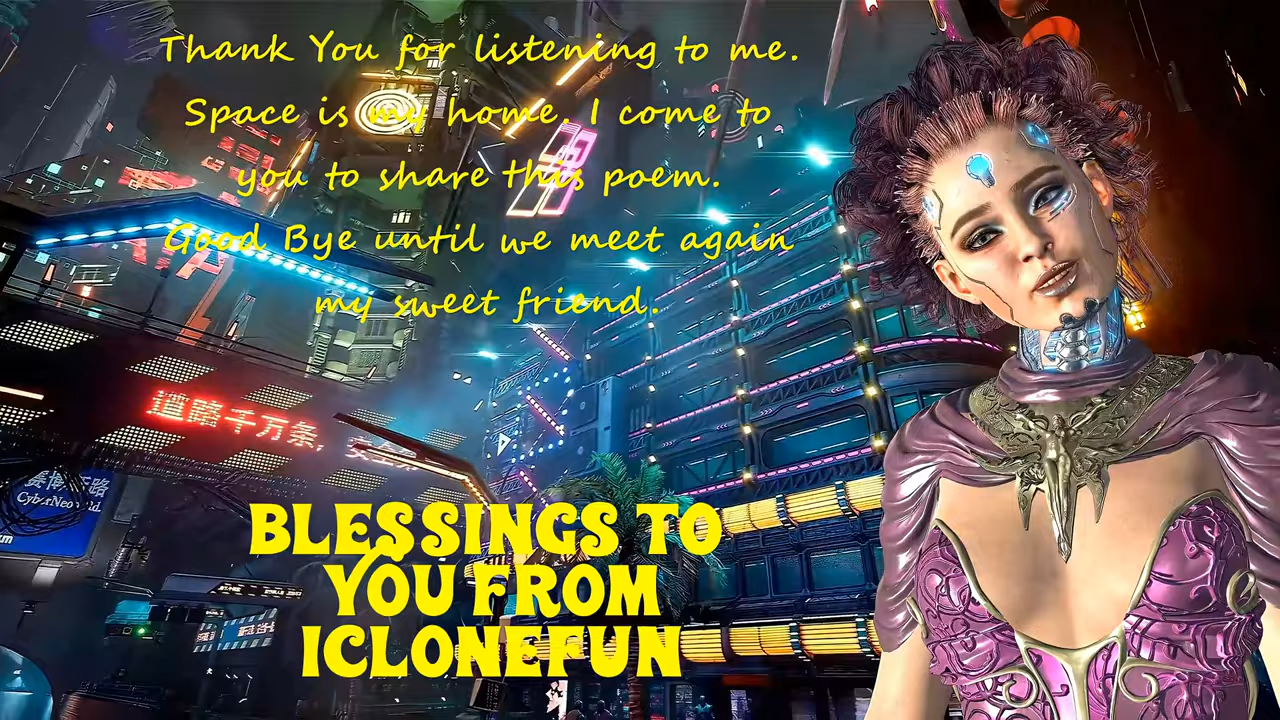 Thank You for listening to me.
Space is my home. I come to
you to share this poem.
Good Bye until we meet again
my sweet friend.
道路千万条,
BLESSINGS TO
YOU FROM
ICLONEFUN